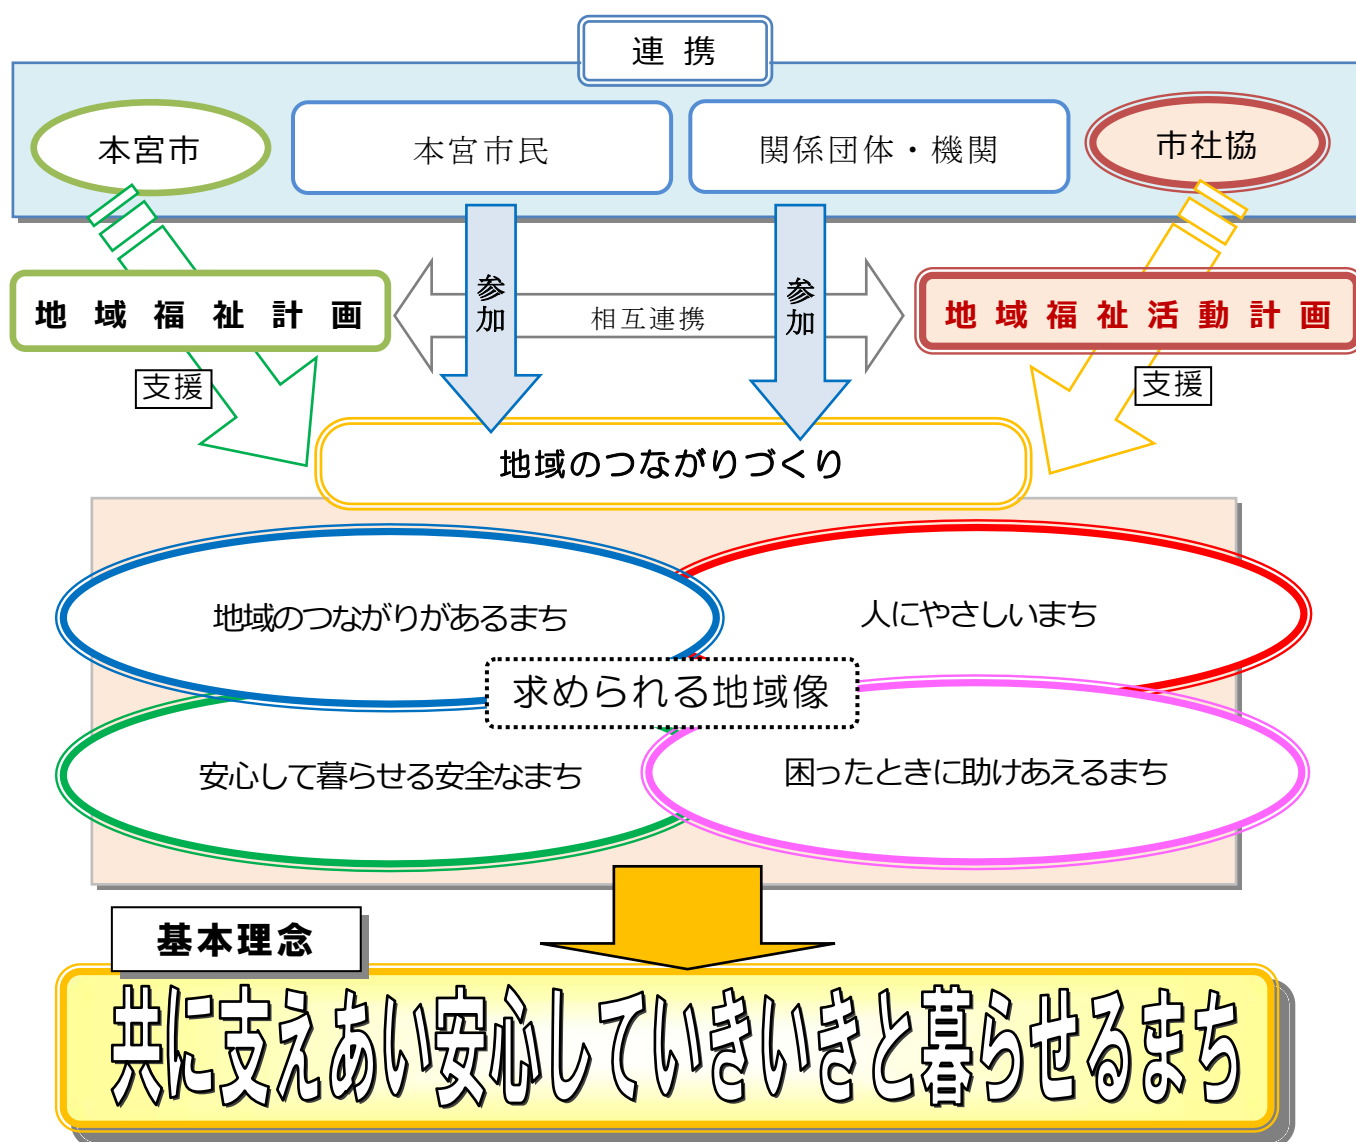 連 携
本宮市
本宮市民
関係団体・機関
市社協
参加
参加
相互連携
地域福祉計画
地域福祉活動計画
支援
支援
地域のつながりづくり
地域のつながりがあるまち
人にやさしいまち
求められる地域像
安心して暮らせる安全なまち
困ったときに助けあえるまち
基本理念
共に支えあい安心していきいきと暮らせるまち